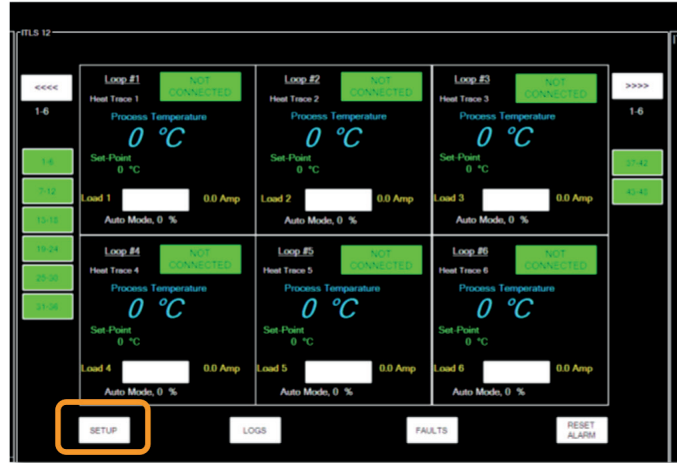 ITLS 12
<<<<
1-6
1-6
7-12
13-18
19-24
25-30
31-36
Loop #1
NOT
CONNECTED
Heat Trace 1
Process Temperature
0 °C
Set-Point
0 °C
Load 1
0.0 Amp
Auto Mode, 0 %
Loop #2
NOT
CONNECTED
Heat Trace 2
Process Temperature
0 °C
Set-Point
0 °C
Load 2
0.0 Amp
Auto Mode, 0 %
Loop #3
NOT
CONNECTED
Heat Trace 3
Process Temperature
0 °C
Set-Point
0 °C
Load 3
0.0 Amp
Auto Mode, 0 %
>>>>
1-6
37-42
43-48
Loop #4
NOT
CONNECTED
Heat Trace 4
Process Temperature
0 °C
Set-Point
0 °C
Load 4
0.0 Amp
Auto Mode, 0 %
Loop #5
NOT
CONNECTED
Heat Trace 5
Process Temparature
0 °C
Set-Point
0 °C
Load 5
0.0 Amp
Auto Mode, 0 %
Loop #6
NOT
CONNECTED
Heat Trace 6
Process Temperature
0 °C
Set-Point
0 °C
Load 6
0.0 Amp
Auto Mode, 0 %
SETUP
LOGS
FAULTS
RESET
ALARM